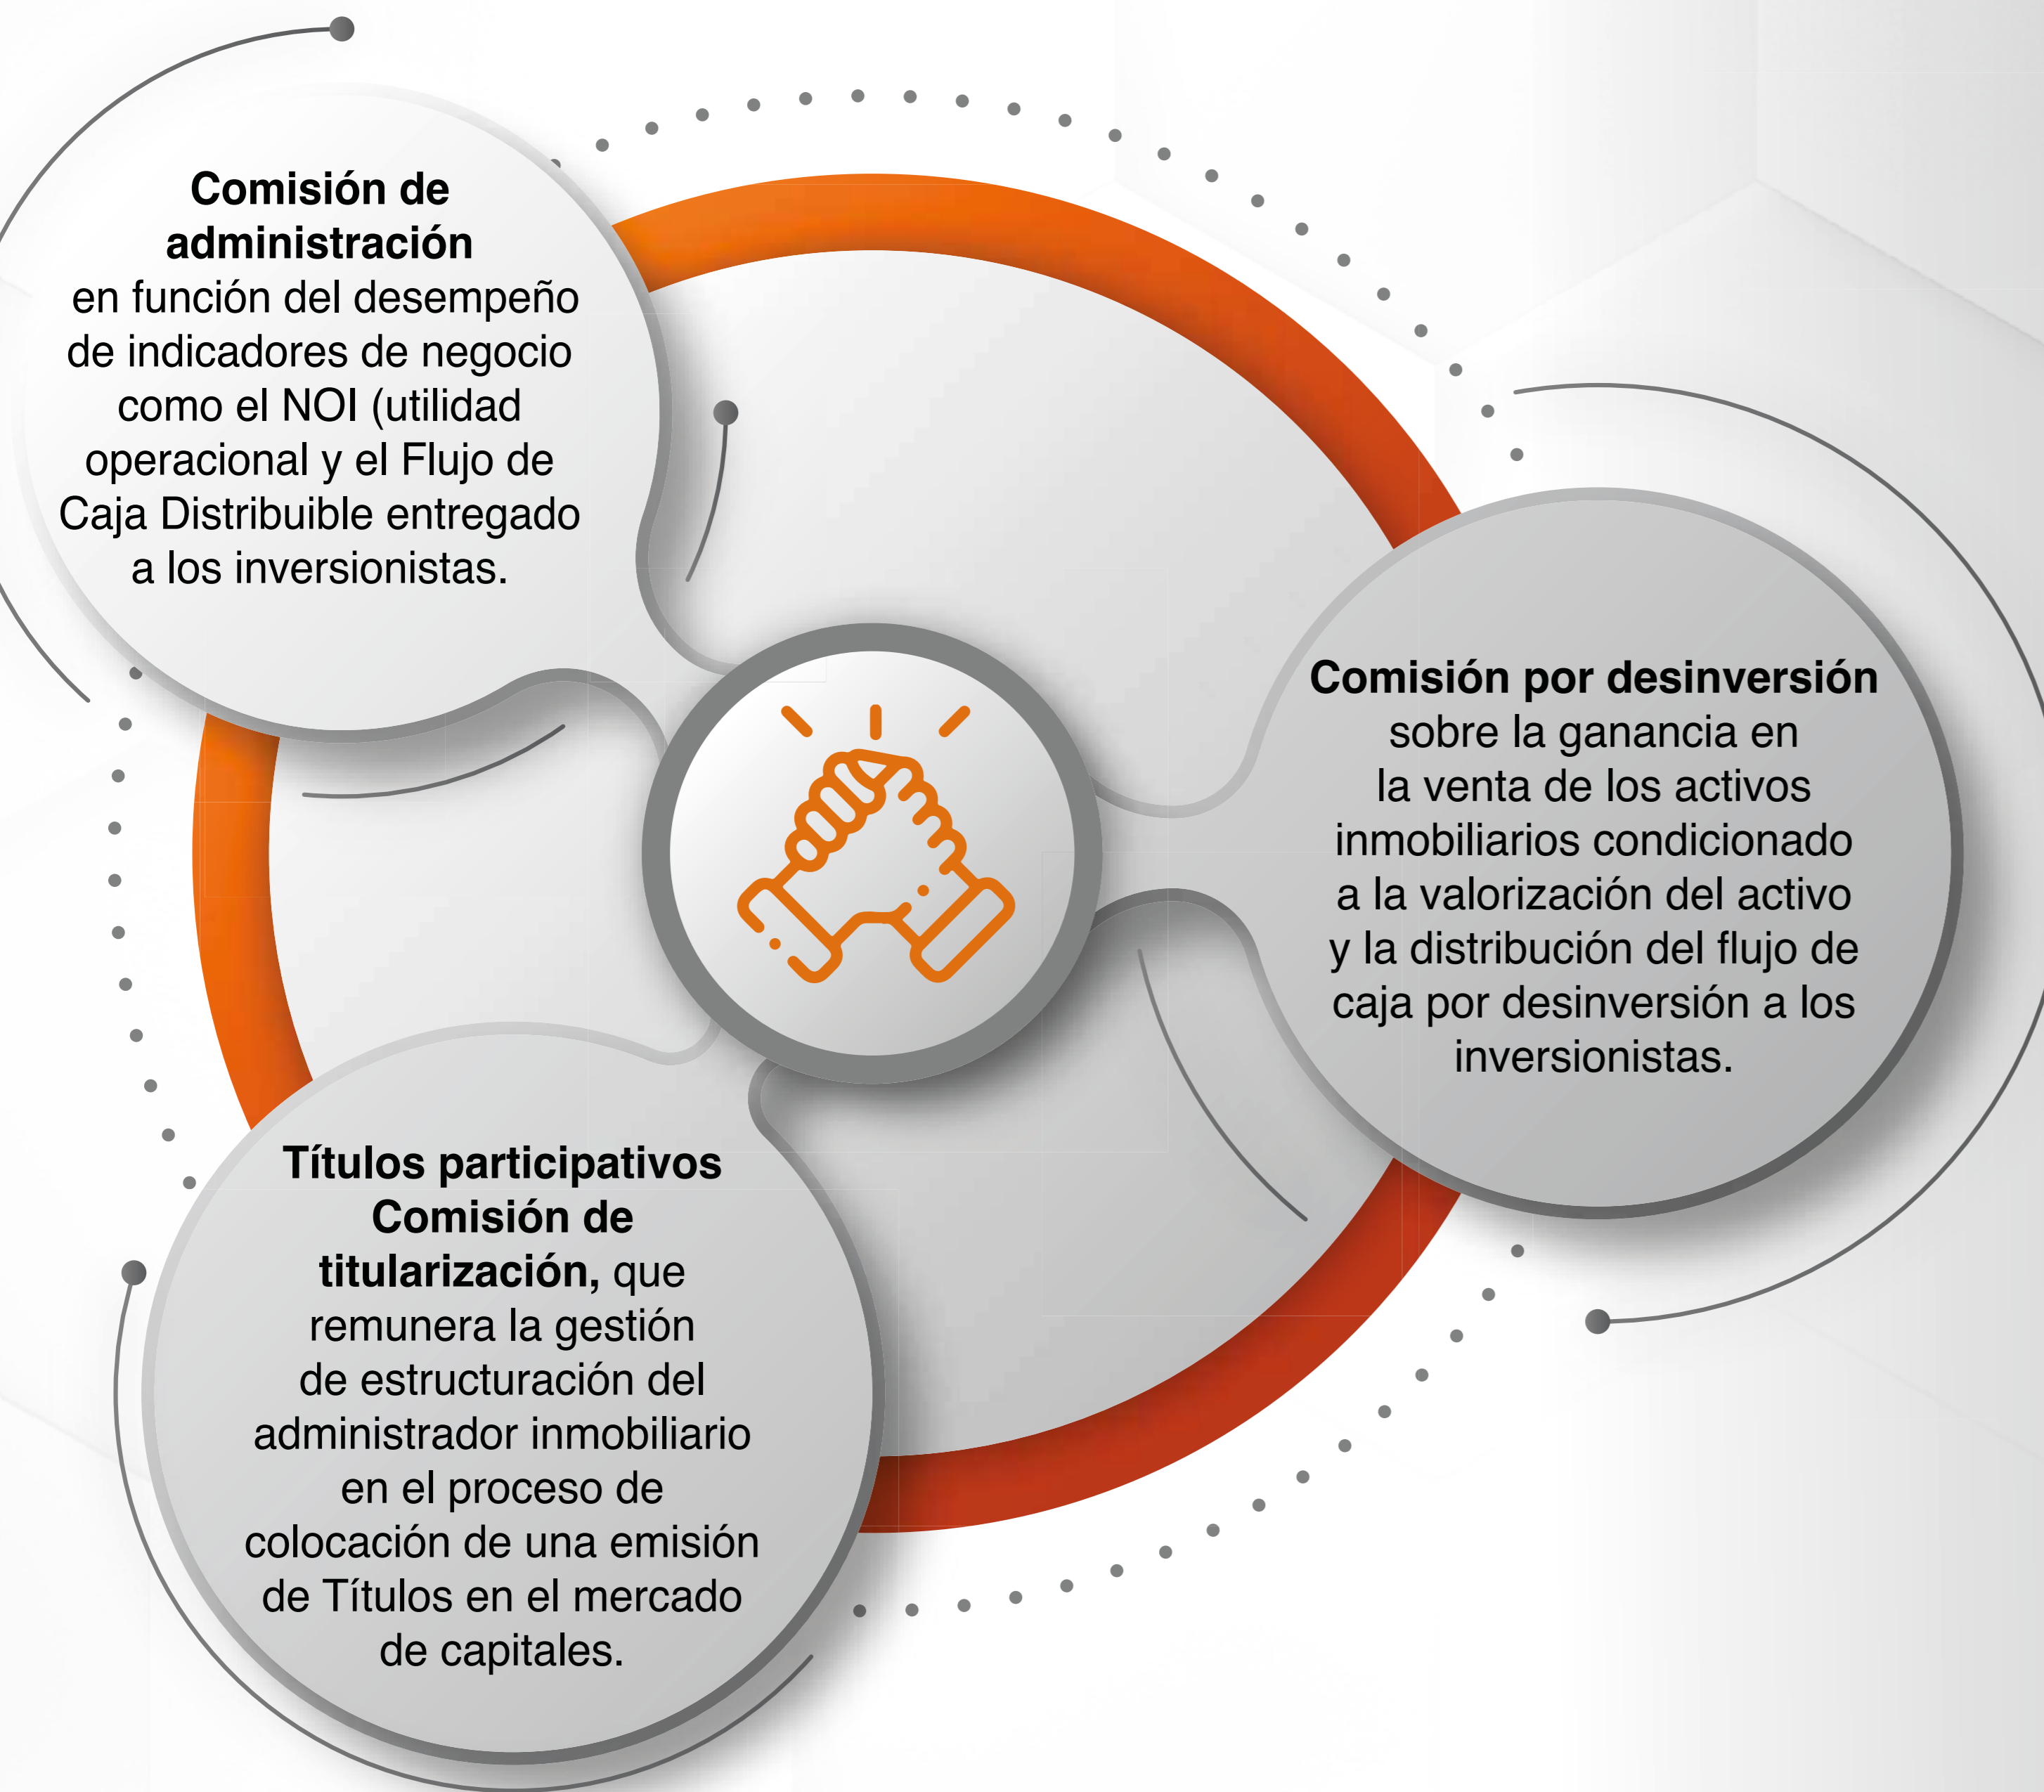 Comisión de
administración
en función del desempeño
de indicadores de negocio
como el NOI (utilidad
operacional y el Flujo de
Caja Distribuible entregado
a los inversionistas.
Comisión por desinversión
sobre la ganancia en
la venta de los activos
inmobiliarios condicionado
a la valorización del activo
y la distribución del flujo de
caja por desinversión a los
inversionistas.
Títulos participativos
Comisión de
titularización, que
remunera la gestión
de estructuración del
administrador inmobiliario
en el proceso de
colocación de una emisión
de Títulos en el mercado
de capitales.